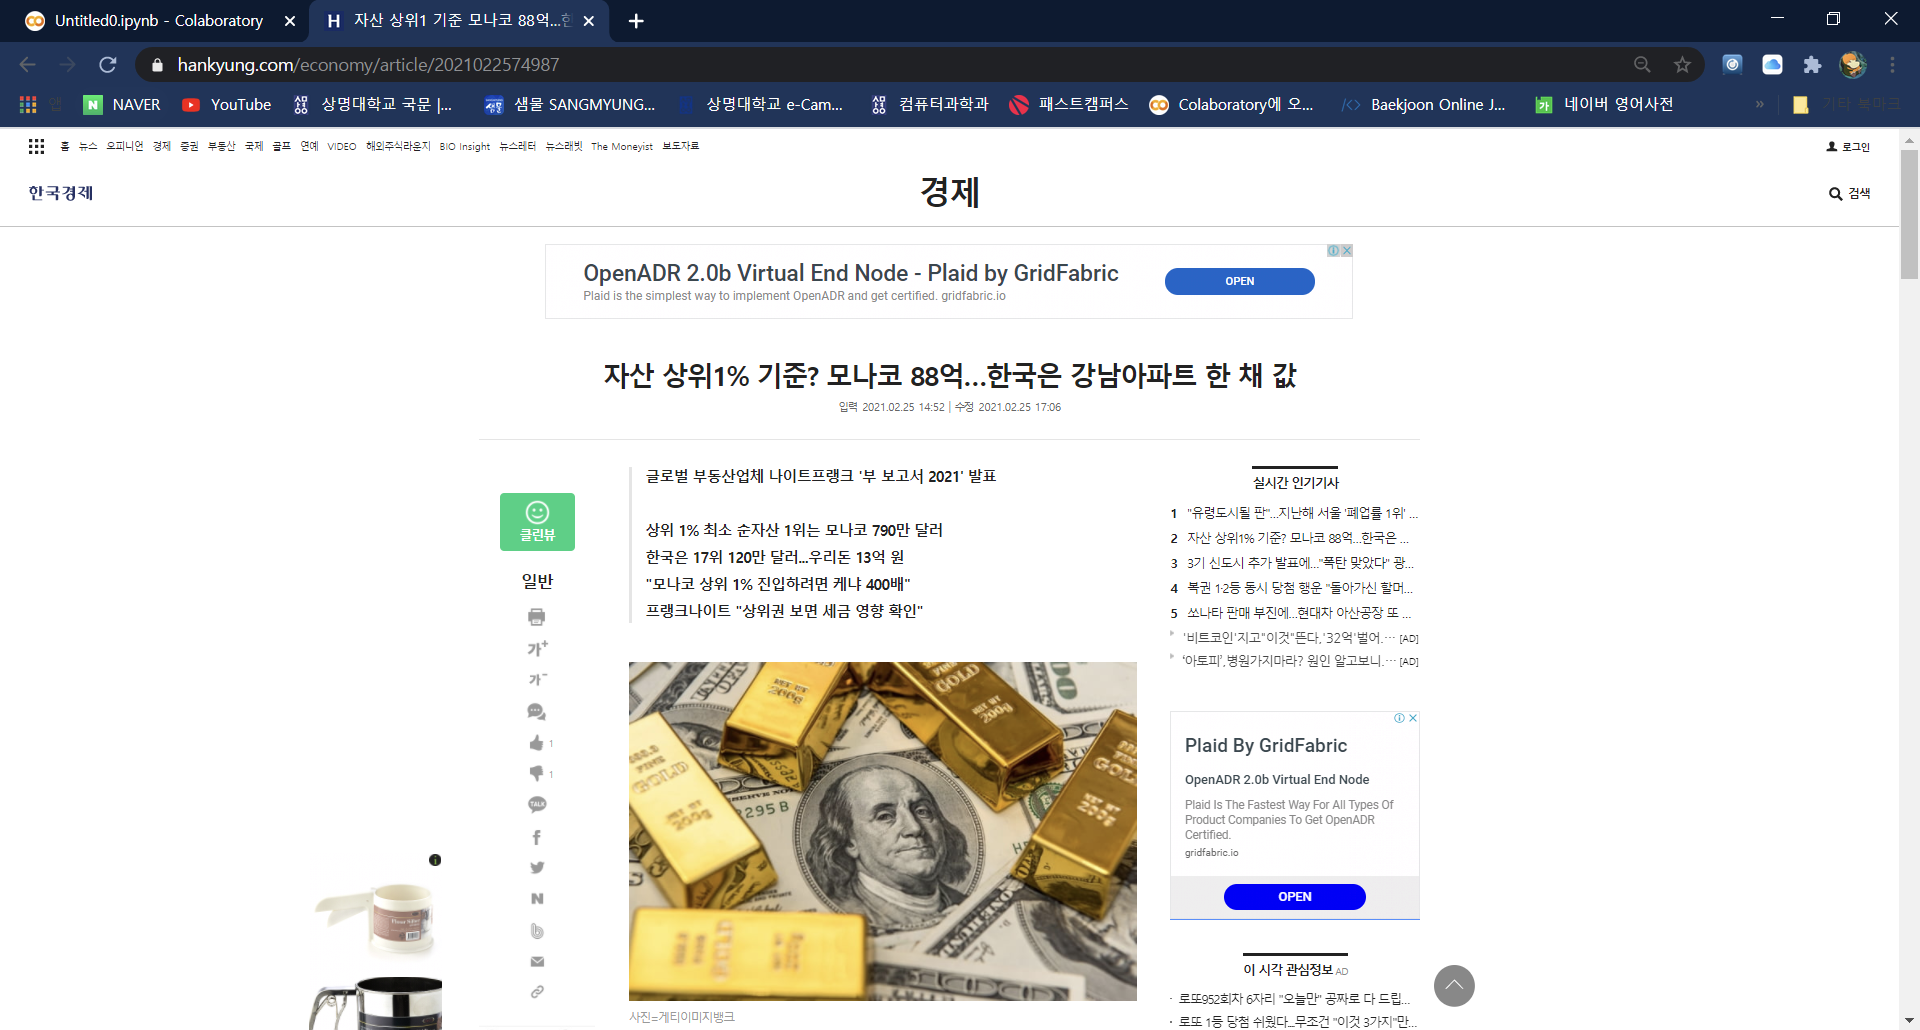 Untitled0.ipynb - Colaboratory
자산 상위1 기준 모나코 88억...한
hankyung.com/economy/article/2021022574987
앱
NAVER
YouTube
상명대학교 국문 |...
샘물 SANGMYUNG...
상명대학교 e-Cam...
컴퓨터과학과
패스트캠퍼스
Colaboratory에 오...
Baekjoon Online J...
네이버 영어사전
»
기타 북마크
홈 뉴스 오피니언 경제 증권 부동산 국제 골프 연예 VIDEO 해외주식라운지 BIO Insight 뉴스레터 뉴스래빗 The Moneyist 보도자료
로그인
한국경제
경제
검색
OpenADR 2.0b Virtual End Node - Plaid by GridFabric
Plaid is the simplest way to implement OpenADR and get certified. gridfabric.io
OPEN
자산 상위1% 기준? 모나코 88억...한국은 강남아파트 한 채 값
입력 2021.02.25 14:52 | 수정 2021.02.25 17:06
클린뷰
일반
가+
가-
1
1
TALK
글로벌 부동산업체 나이트프랭크 '부 보고서 2021' 발표
상위 1% 최소 순자산 1위는 모나코 790만 달러
한국은 17위 120만 달러...우리돈 13억 원
"모나코 상위 1% 진입하려면 케냐 400배"
프랭크나이트 "상위권 보면 세금 영향 확인"
GOLD
200g
GOLD
200g
2295 B
사진=게티이미지뱅크
실시간 인기기사
1 "유령도시될 판"...지난해 서울 '폐업률 1위' ...
2 자산 상위1% 기준? 모나코 88억...한국은 ...
3 3기 신도시 추가 발표에..."폭탄 맞았다" 광...
4 복권 1·2등 동시 당첨 행운 "돌아가신 할머...
5 쏘나타 판매 부진에...현대차 아산공장 또 ...
'비트코인'지고"이것"뜬다,'32억'벌어.… [AD]
'아토피',병원가지마라? 원인 알고보니.… [AD]
Plaid By GridFabric
OpenADR 2.0b Virtual End Node
Plaid Is The Fastest Way For All Types Of
Product Companies To Get OpenADR
Certified.
gridfabric.io
OPEN
이 시각 관심정보 AD
· 로또952회차 6자리 "오늘만" 공짜로 다 드립...
· 로또 1등 당첨 쉬웠다...무조건 "이것 3가지"만...